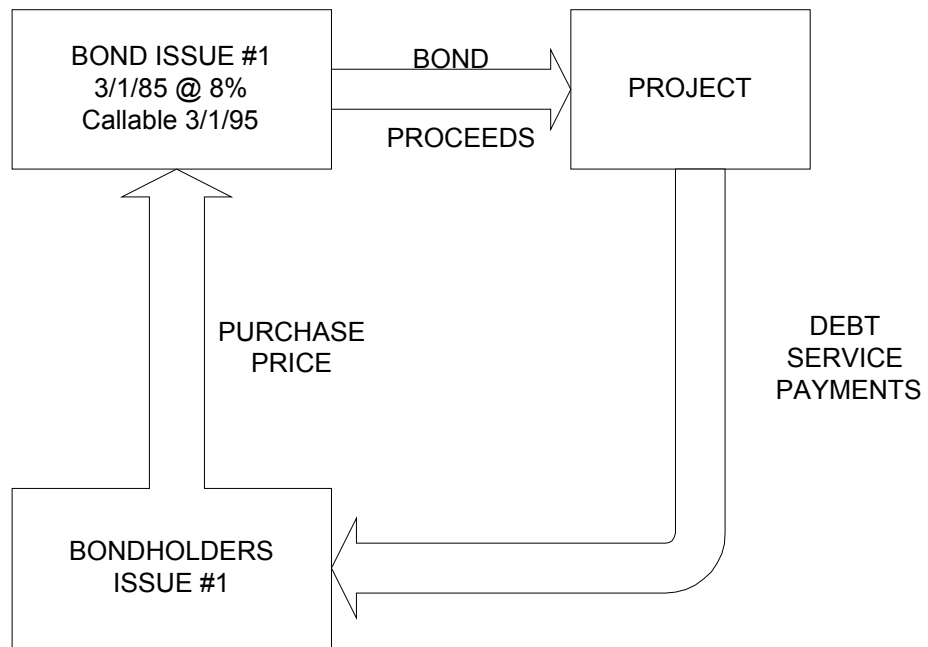 BOND ISSUE #1
3/1/85 @ 8%
Callable 3/1/95
BOND
PROCEEDS
PROJECT
PURCHASE
PRICE
DEBT
SERVICE
PAYMENTS
BONDHOLDERS
ISSUE #1